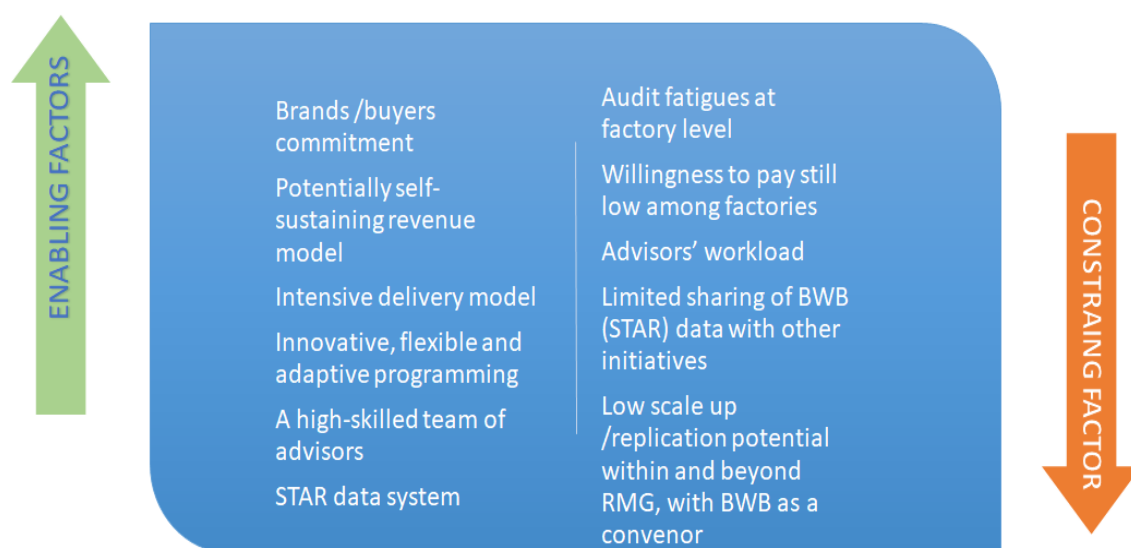 ENABLING FACTORS
Brands /buyers
commitment
Potentially self-
sustaining revenue
model
Intensive delivery model
Innovative, flexible and
adaptive programming
A high-skilled team of
advisors
STAR data system
Audit fatigues at
factory level
Willingness to pay still
low among factories
Advisors’ workload
Limited sharing of BWB
(STAR) data with other
initiatives
Low scale up
/replication potential
within and beyond
RMG, with BWB as a
convenor
CONSTRAINING FACTOR